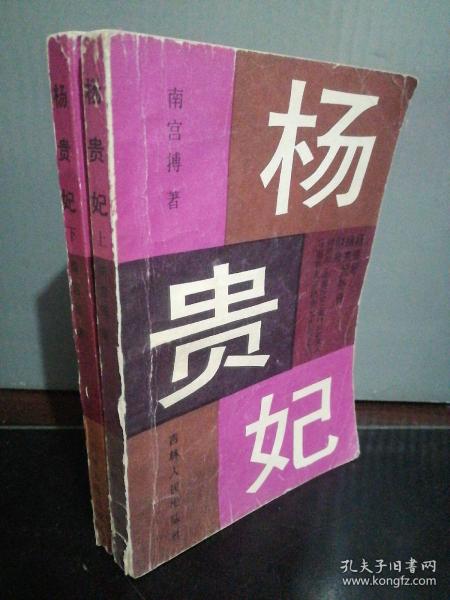 杨
贵
妃
南宫搏著
吉林人民出版社
杨贵妃 上
杨贵妃 下
孔夫子旧书网
www.kongfz.com